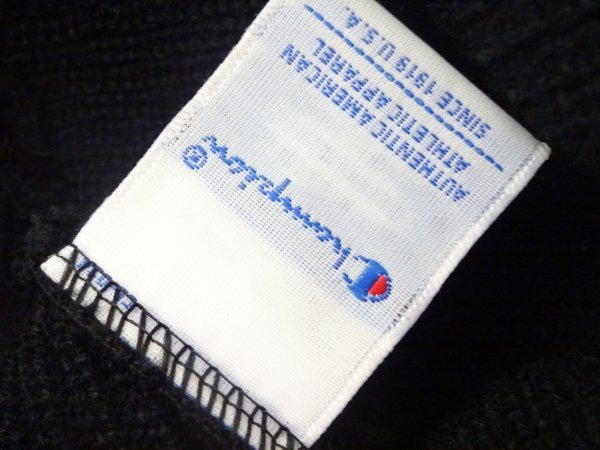 Champion®
AUTHENTIC AMERICAN
ATHLETIC APPAREL
SINCE 1919 U.S.A.